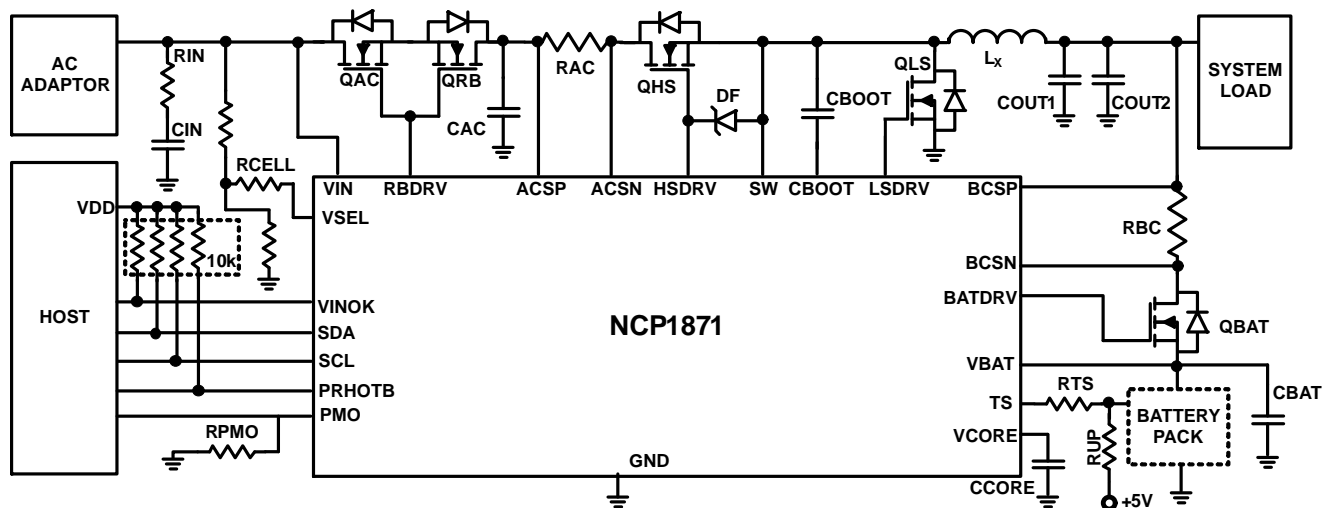 AC
ADAPTOR
RIN
CIN
QAC
QRB
CAC
RAC
QHS
DF
CBOOT
QLS
LX
COUT1
COUT2
SYSTEM
LOAD
RCELL
VIN
RBDRV
ACSP
ACSN
HSDRV
SW
CBOOT
LSDRV
BCSP
VSEL
VDD
10k
RBC
BCSN
HOST
VINOK
SDA
SCL
PRHOTB
PMO
RPMO
NCP1871
BATDRV
QBAT
VBAT
CBAT
TS
RTS
BATTERY
PACK
RUP
VCORE
GND
CCORE
+5V